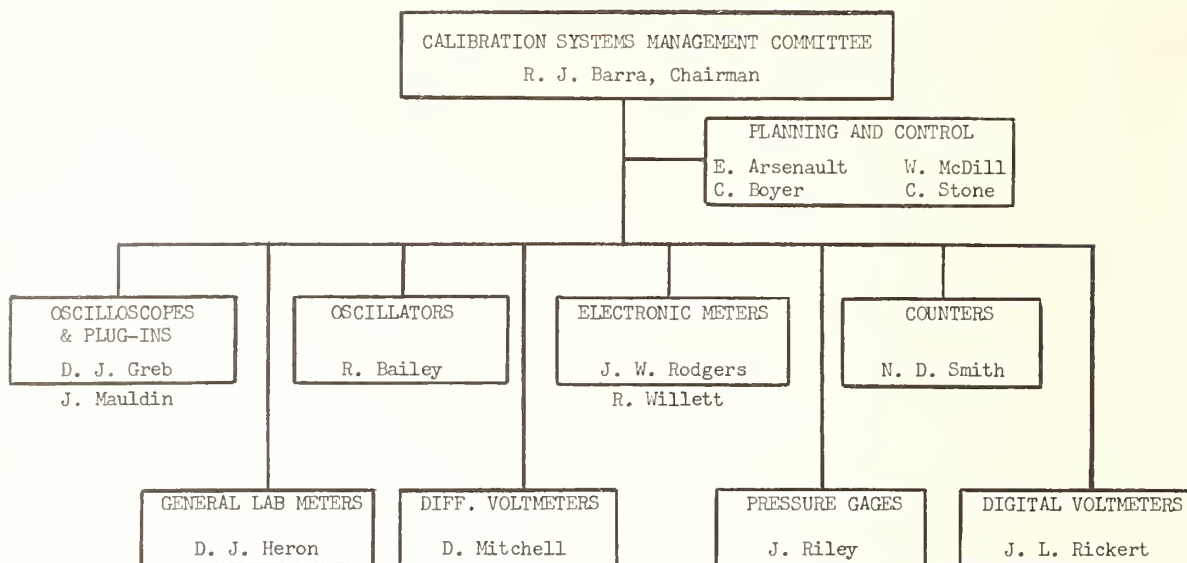 CALIBRATION SYSTEMS MANAGEMENT COMMITTEE
R. J. Barra, Chairman
PLANNING AND CONTROL
E. Arsenault W. McDill
C. Boyer C. Stone
OSCILLOSCOPES
& PLUG-INS
D. J. Greb
J. Mauldin
OSCILLATORS
R. Bailey
ELECTRONIC METERS
J. W. Rodgers
R. Willett
COUNTERS
N. D. Smith
GENERAL LAB METERS
D. J. Heron
DIFF. VOLTMETERS
D. Mitchell
PRESSURE GAGES
J. Riley
DIGITAL VOLTMETERS
J. L. Rickert